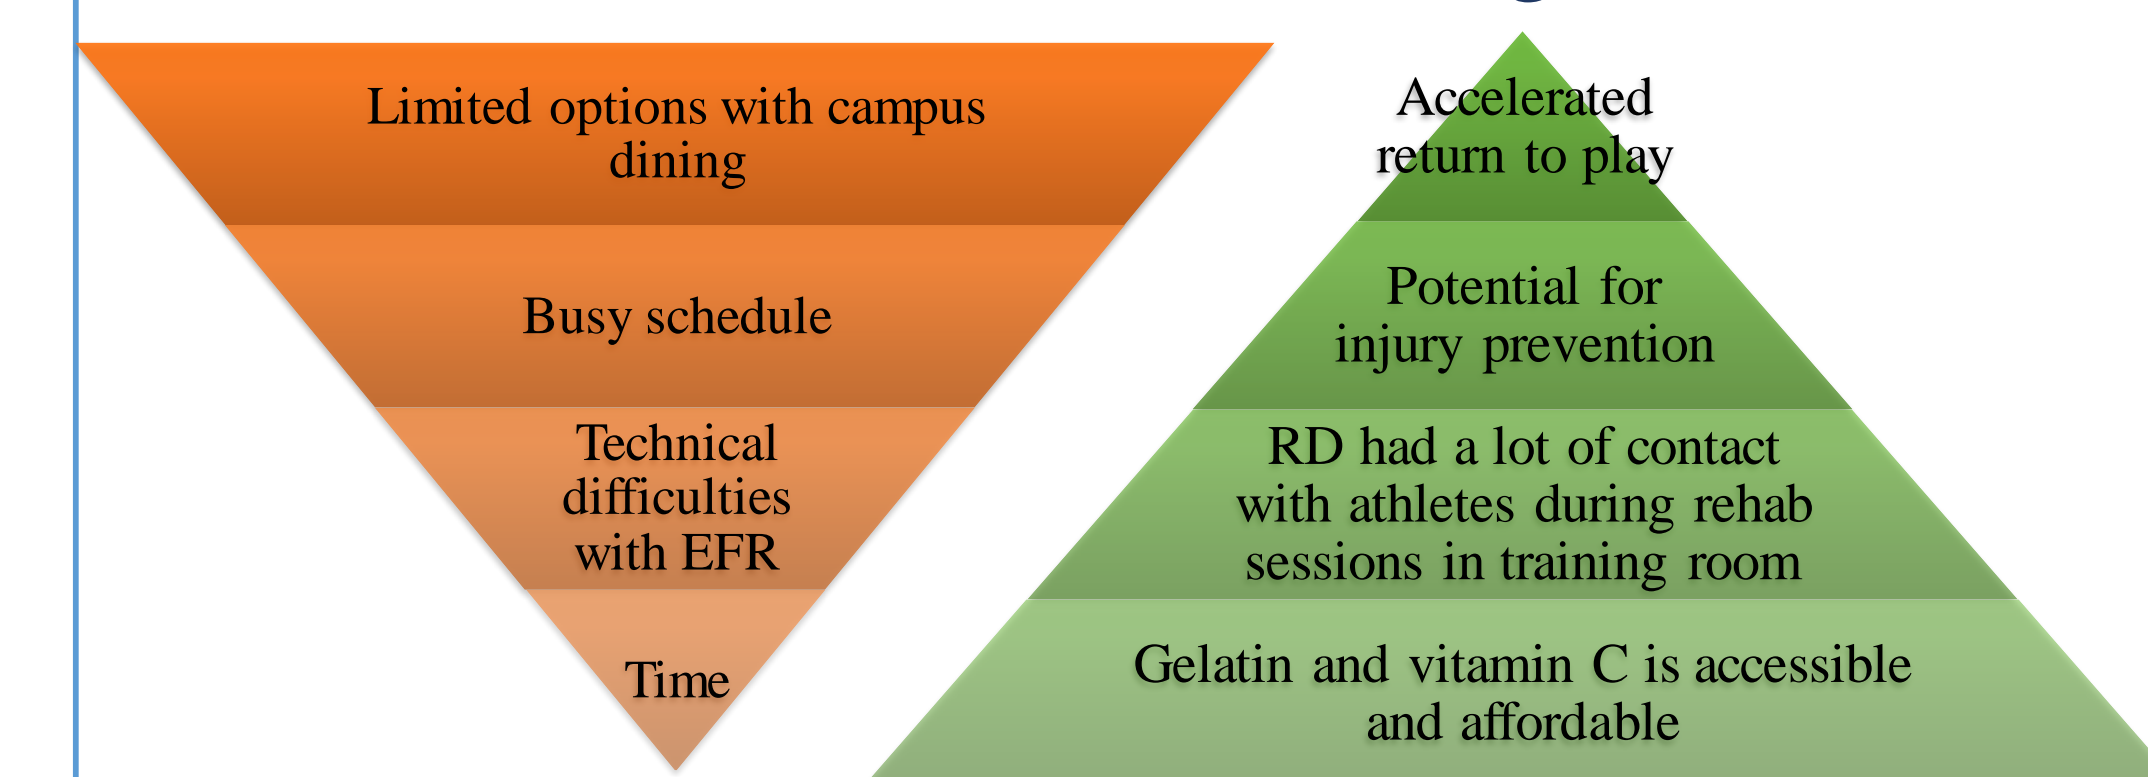 Limited options with campus
dining
Busy schedule
Technical
difficulties
with EFR
Time
Accelerated
return to play
Potential for
injury prevention
RD had a lot of contact
with athletes during rehab
sessions in training room
Gelatin and vitamin C is accessible
and affordable